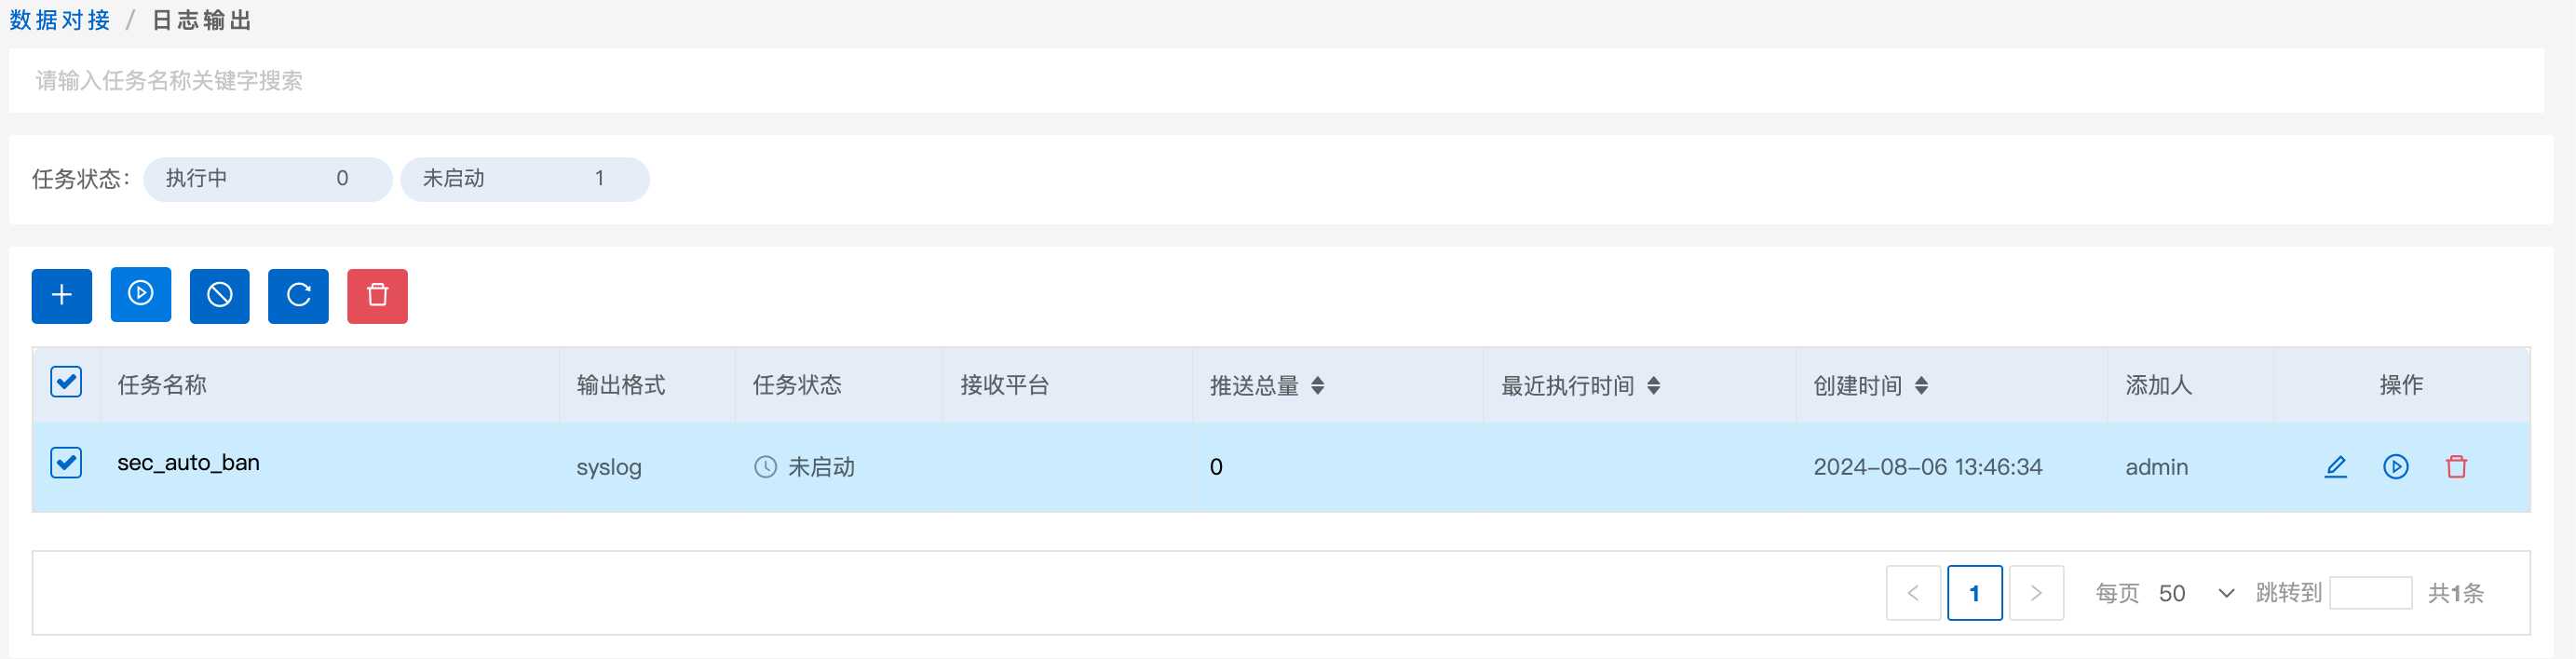 数据对接 / 日志输出
请输入任务名称关键字搜索
任务状态: 执行中 0 未启动 1
任务名称 输出格式 任务状态 接收平台 推送总量 最近执行时间 创建时间 添加人 操作
sec_auto_ban syslog 未启动 0 2024-08-06 13:46:34 admin
< 1 > 每页 50 跳转到 共1条